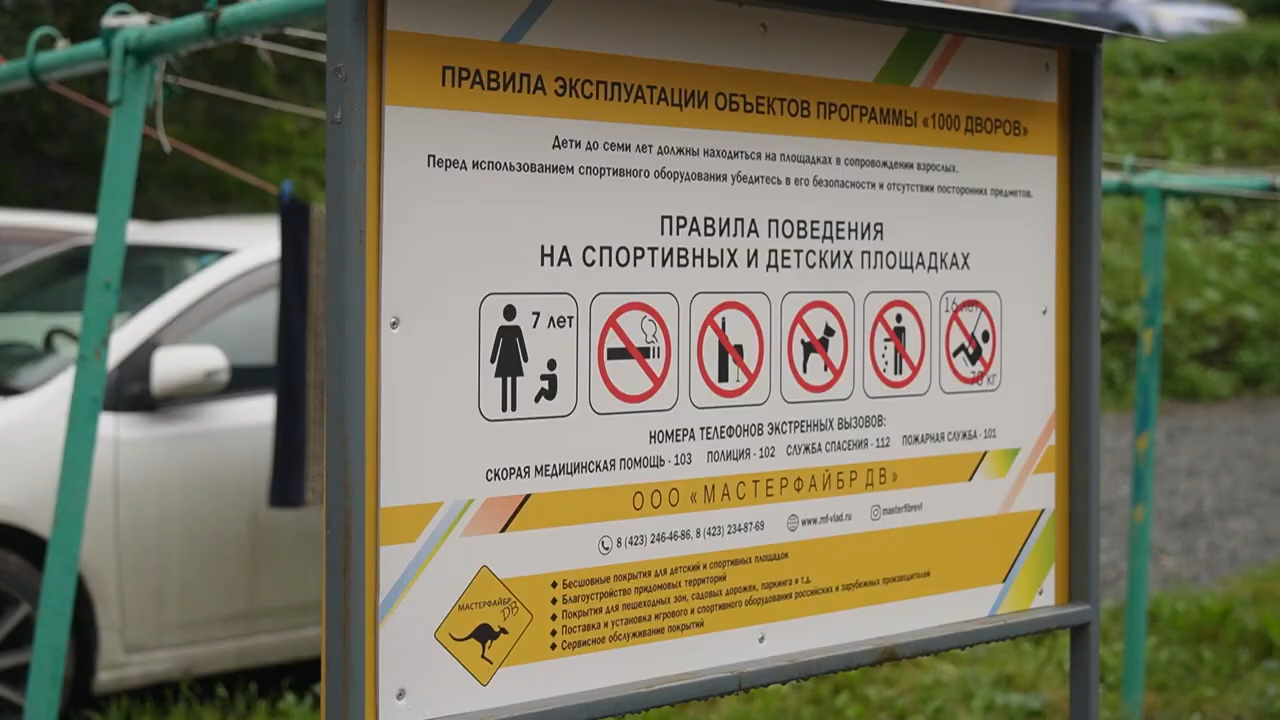 ПРАВИЛА ЭКСПЛУАТАЦИИ ОБЪЕКТОВ ПРОГРАММЫ «1000 ДВОРОВ»
Дети до семи лет должны находиться на площадках в сопровождении взрослых.
Перед использованием спортивного оборудования убедитесь в его безопасности и отсутствии посторонних предметов.
ПРАВИЛА ПОВЕДЕНИЯ
НА СПОРТИВНЫХ И ДЕТСКИХ ПЛОЩАДКАХ
7 лет
16 лет
70 кг
НОМЕРА ТЕЛЕФОНОВ ЭКСТРЕННЫХ ВЫЗОВОВ:
СКОРАЯ МЕДИЦИНСКАЯ ПОМОЩЬ - 103 ПОЛИЦИЯ - 102 СЛУЖБА СПАСЕНИЯ - 112 ПОЖАРНАЯ СЛУЖБА - 101
ООО «МАСТЕРФАЙБР ДВ»
8 (423) 246-46-86, 8 (423) 234-87-69 www.mf-vlad.ru masterfibrevl
МАСТЕРФАЙБР
ДВ
◆ Бесшовные покрытия для детский и спортивных площадок
◆ Благоустройство придомовых территорий
◆ Покрытия для пешеходных зон, садовых дорожек, паркинга и т.д.
◆ Поставка и установка игрового и спортивного оборудования российских и зарубежных производителей
◆ Сервисное обслуживание покрытий